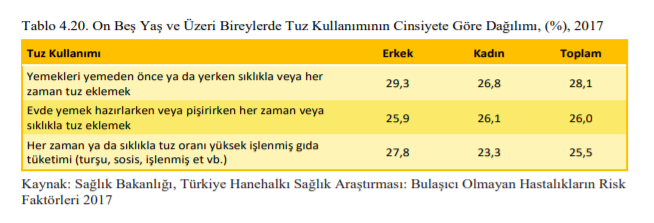 Tablo 4.20. On Beş Yaş ve Üzeri Bireylerde Tuz Kullanımının Cinsiyete Göre Dağılımı, (%), 2017
Tuz Kullanımı Erkek Kadın Toplam
Yemekleri yemeden önce ya da yerken sıklıkla veya her
zaman tuz eklemek 29,3 26,8 28,1
Evde yemek hazırlarken veya pişirirken her zaman veya
sıklıkla tuz eklemek 25,9 26,1 26,0
Her zaman ya da sıklıkla tuz oranı yüksek işlenmiş gıda
tüketimi (turşu, sosis, işlenmiş et vb.) 27,8 23,3 25,5
Kaynak: Sağlık Bakanlığı, Türkiye Hanehalkı Sağlık Araştırması: Bulaşıcı Olmayan Hastalıkların Risk
Faktörleri 2017